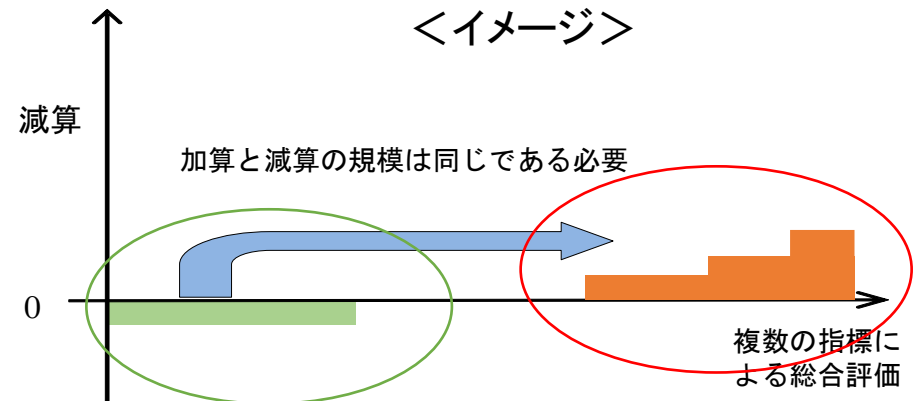 ＜イメージ＞
減算
加算と減算の規模は同じである必要
0
複数の指標に
よる総合評価